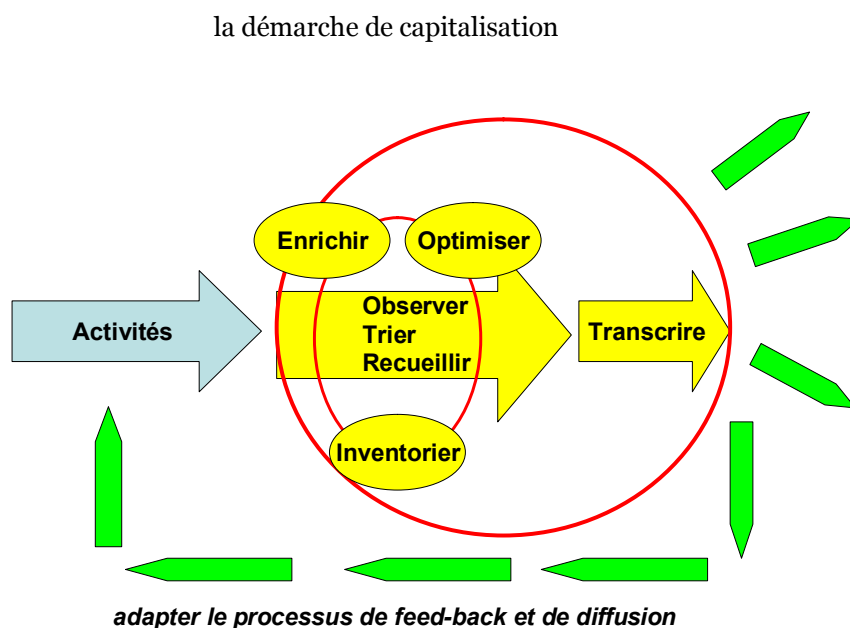 la démarche de capitalisation
Enrichir
Optimiser
Activités
Observer
Trier
Recueillir
Transcrire
Inventorier
adapter le processus de feed-back et de diffusion